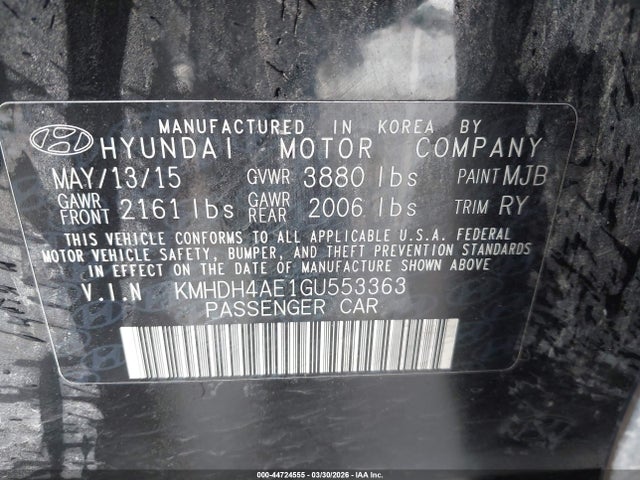 MANUFACTURED IN KOREA BY
HYUNDAI MOTOR COMPANY
MAY/13/15 GVWR 3880 lbs PAINT MJB
GAWR FRONT 2161 lbs GAWR REAR 2006 lbs TRIM RY
THIS VEHICLE CONFORMS TO ALL APPLICABLE U.S.A. FEDERAL
MOTOR VEHICLE SAFETY, BUMPER, AND THEFT PREVENTION STANDARDS
IN EFFECT ON THE DATE OF MANUFACTURE SHOWN ABOVE.
V.I.N KMHDH4AE1GU553363
PASSENGER CAR
000-44724555 - 03/30/2026 - IAA Inc.